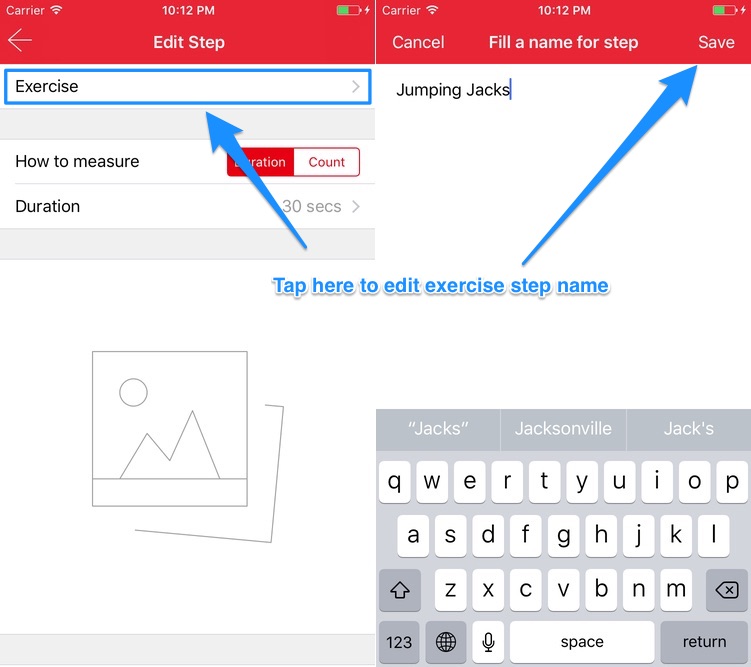 Carrier 10:12 PM
Edit Step
Exercise
How to measure Duration Count
Duration 30 secs
Carrier 10:12 PM
Cancel Fill a name for step Save
Jumping Jacks
Tap here to edit exercise step name
“Jacks” Jacksonville Jack's
q w e r t y u i o p
a s d f g h j k l
z x c v b n m
123 space return